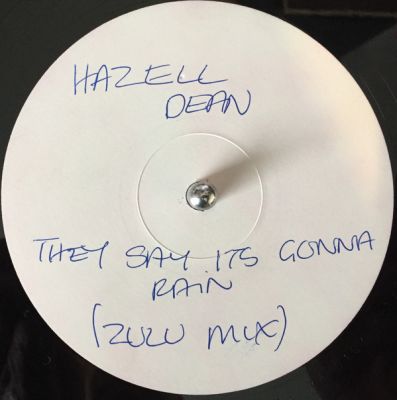 HAZELL
DEAN
THEY SAY ITS GONNA
RAIN
(ZULU MIX)